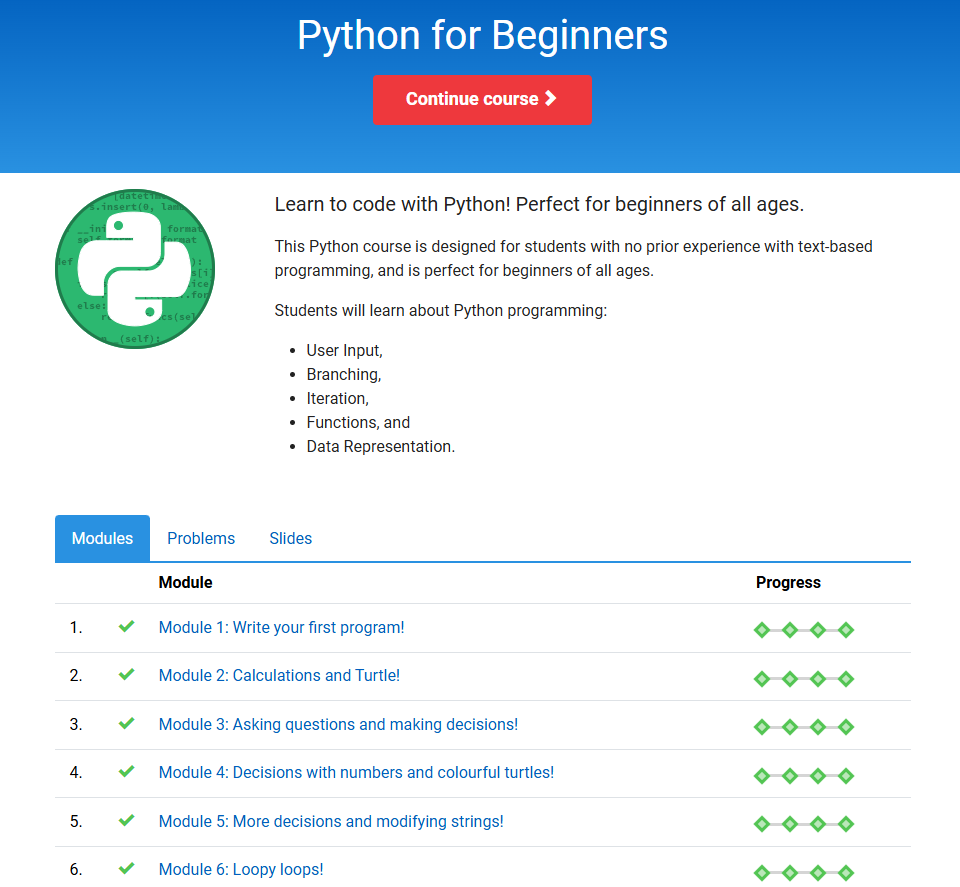 Python for Beginners
Continue course
Learn to code with Python! Perfect for beginners of all ages.
This Python course is designed for students with no prior experience with text-based
programming, and is perfect for beginners of all ages.
Students will learn about Python programming:
User Input,
Branching,
Iteration,
Functions, and
Data Representation.
Modules Problems Slides
Module Progress
1. Module 1: Write your first program!
2. Module 2: Calculations and Turtle!
3. Module 3: Asking questions and making decisions!
4. Module 4: Decisions with numbers and colourful turtles!
5. Module 5: More decisions and modifying strings!
6. Module 6: Loopy loops!